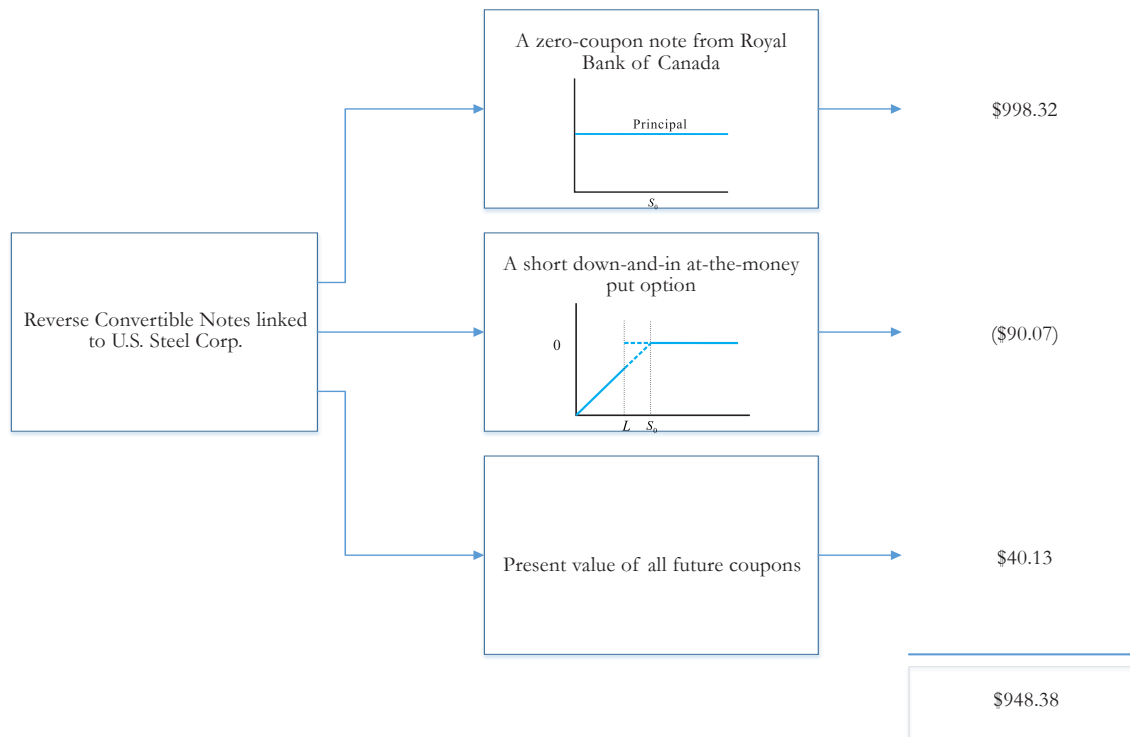 A zero-coupon note from Royal
Bank of Canada
Principal
S₀
$998.32
Reverse Convertible Notes linked
to U.S. Steel Corp.
A short down-and-in at-the-money
put option
0
L S₀
($90.07)
Present value of all future coupons
$40.13
$948.38